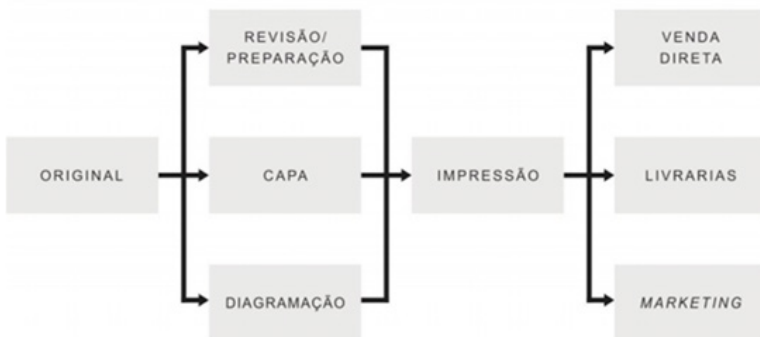 REVISÃO/
PREPARAÇÃO
VENDA
DIRETA
ORIGINAL
CAPA
IMPRESSÃO
LIVRARIAS
DIAGRAMAÇÃO
MARKETING